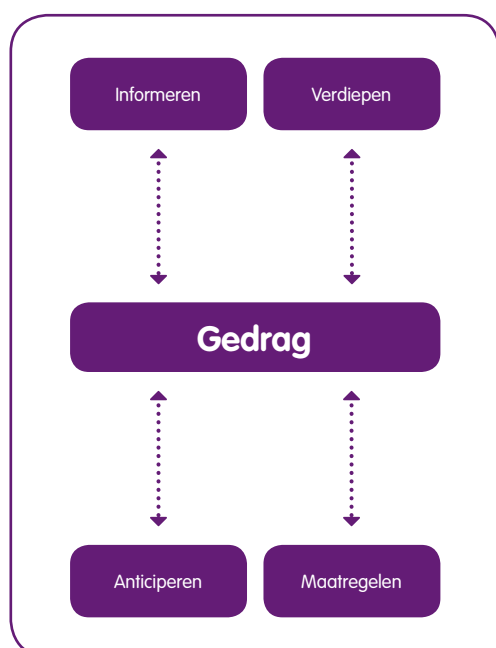 Informeren
Verdiepen
Gedrag
Anticiperen
Maatregelen